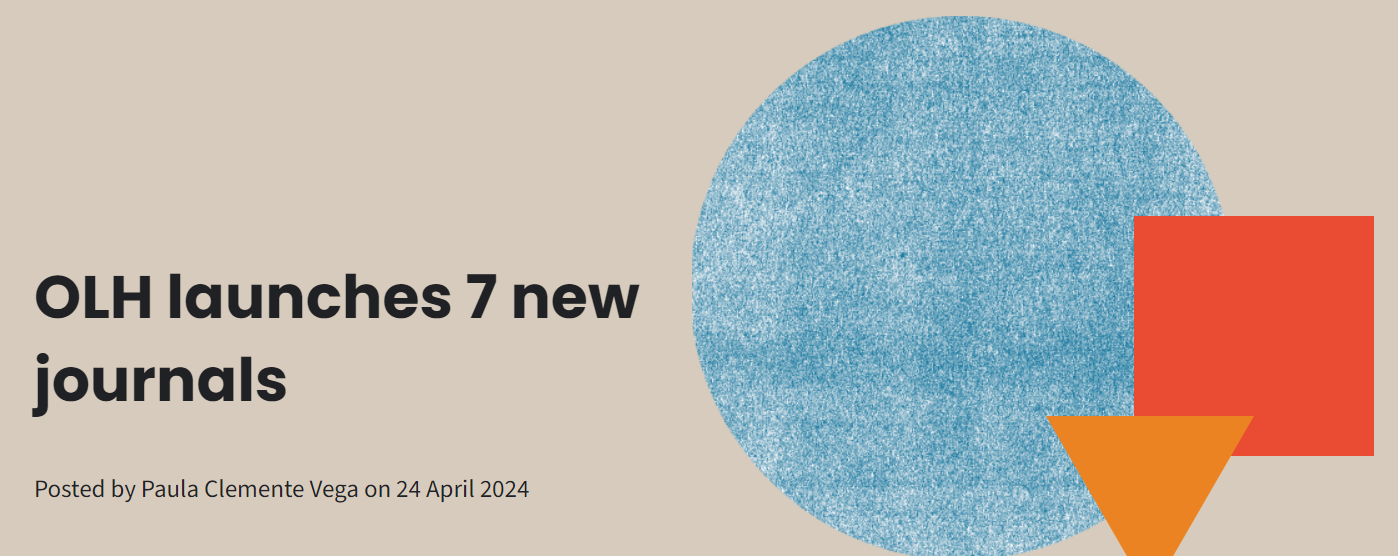 OLH launches 7 new
journals
Posted by Paula Clemente Vega on 24 April 2024